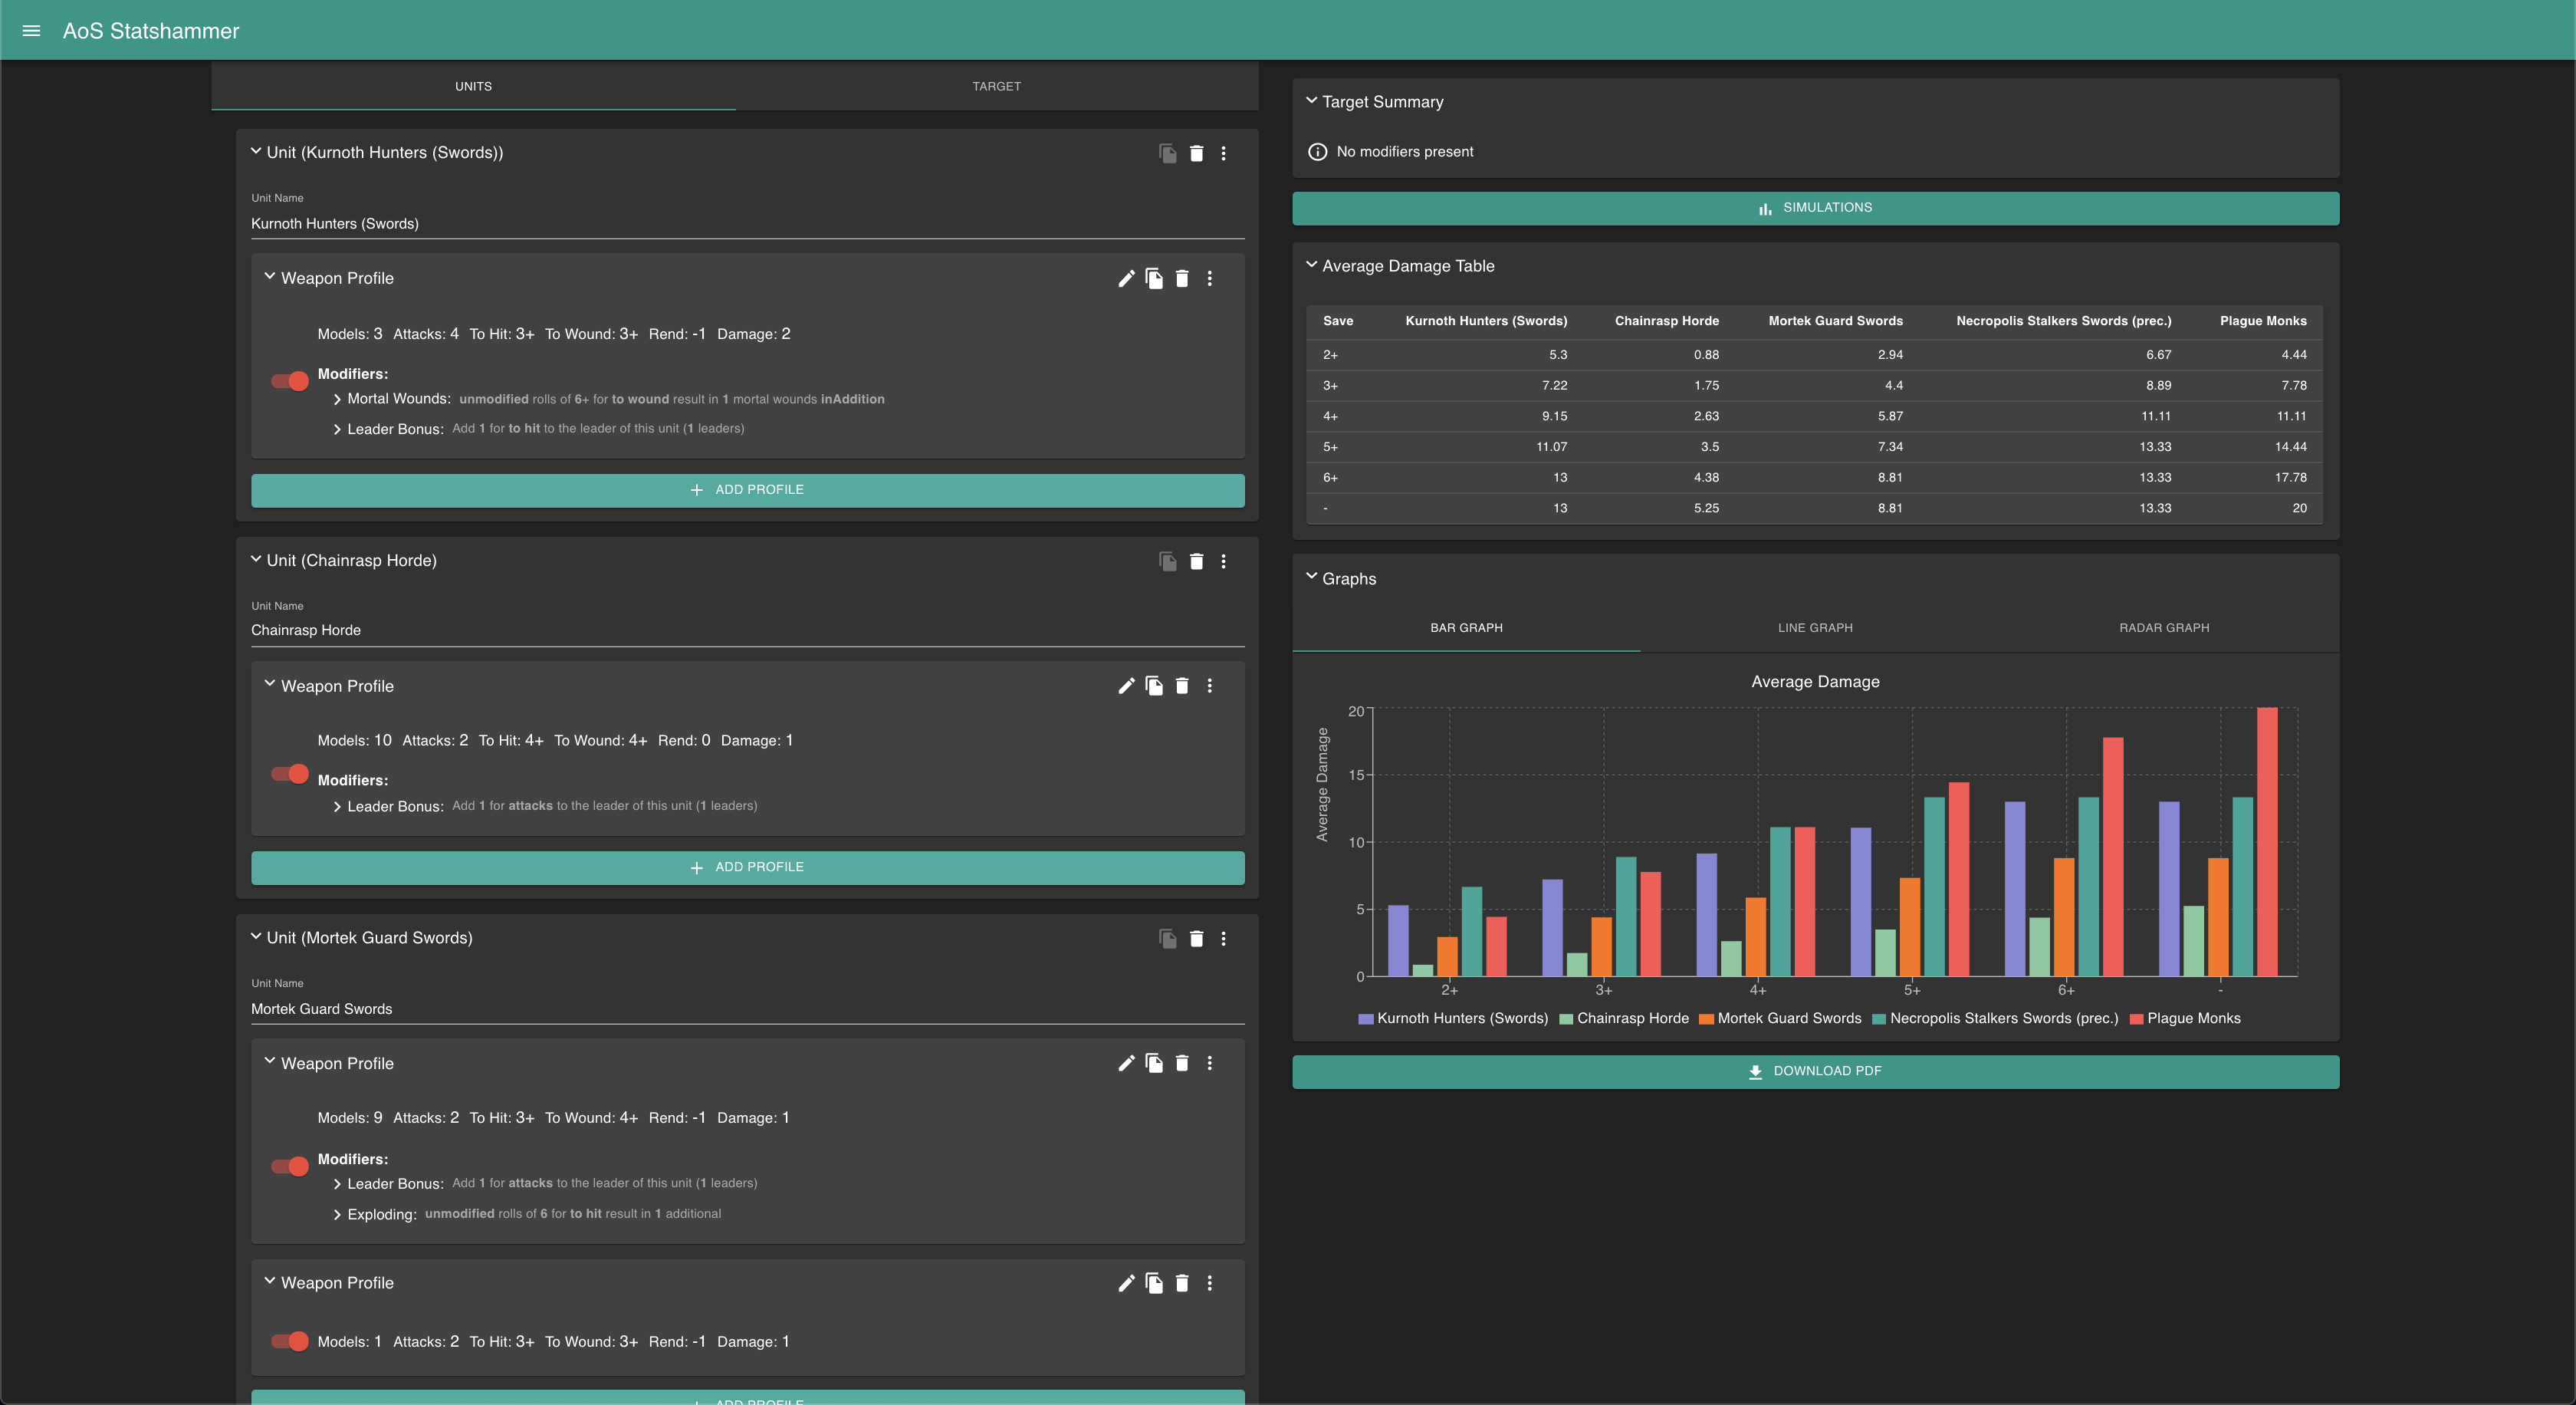 AoS Statshammer
UNITS
TARGET
Unit (Kurnoth Hunters (Swords))
Unit Name
Kurnoth Hunters (Swords)
Weapon Profile
Models: 3 Attacks: 4 To Hit: 3+ To Wound: 3+ Rend: -1 Damage: 2
Modifiers:
Mortal Wounds: unmodified rolls of 6+ for to wound result in 1 mortal wounds inAddition
Leader Bonus: Add 1 for to hit to the leader of this unit (1 leaders)
ADD PROFILE
Unit (Chainrasp Horde)
Unit Name
Chainrasp Horde
Weapon Profile
Models: 10 Attacks: 2 To Hit: 4+ To Wound: 4+ Rend: 0 Damage: 1
Modifiers:
Leader Bonus: Add 1 for attacks to the leader of this unit (1 leaders)
ADD PROFILE
Unit (Mortek Guard Swords)
Unit Name
Mortek Guard Swords
Weapon Profile
Models: 9 Attacks: 2 To Hit: 3+ To Wound: 4+ Rend: -1 Damage: 1
Modifiers:
Leader Bonus: Add 1 for attacks to the leader of this unit (1 leaders)
Exploding: unmodified rolls of 6 for to hit result in 1 additional
Weapon Profile
Models: 1 Attacks: 2 To Hit: 3+ To Wound: 3+ Rend: -1 Damage: 1
ADD PROFILE
Target Summary
No modifiers present
SIMULATIONS
Average Damage Table
Save Kurnoth Hunters (Swords) Chainrasp Horde Mortek Guard Swords Necropolis Stalkers Swords (prec.) Plague Monks
2+ 5.3 0.88 2.94 6.67 4.44
3+ 7.22 1.75 4.4 8.89 7.78
4+ 9.15 2.63 5.87 11.11 11.11
5+ 11.07 3.5 7.34 13.33 14.44
6+ 13 4.38 8.81 13.33 17.78
- 13 5.25 8.81 13.33 20
Graphs
BAR GRAPH
LINE GRAPH
RADAR GRAPH
Average Damage
Average Damage
20
15
10
5
0
2+ 3+ 4+ 5+ 6+ -
Kurnoth Hunters (Swords) Chainrasp Horde Mortek Guard Swords Necropolis Stalkers Swords (prec.) Plague Monks
DOWNLOAD PDF